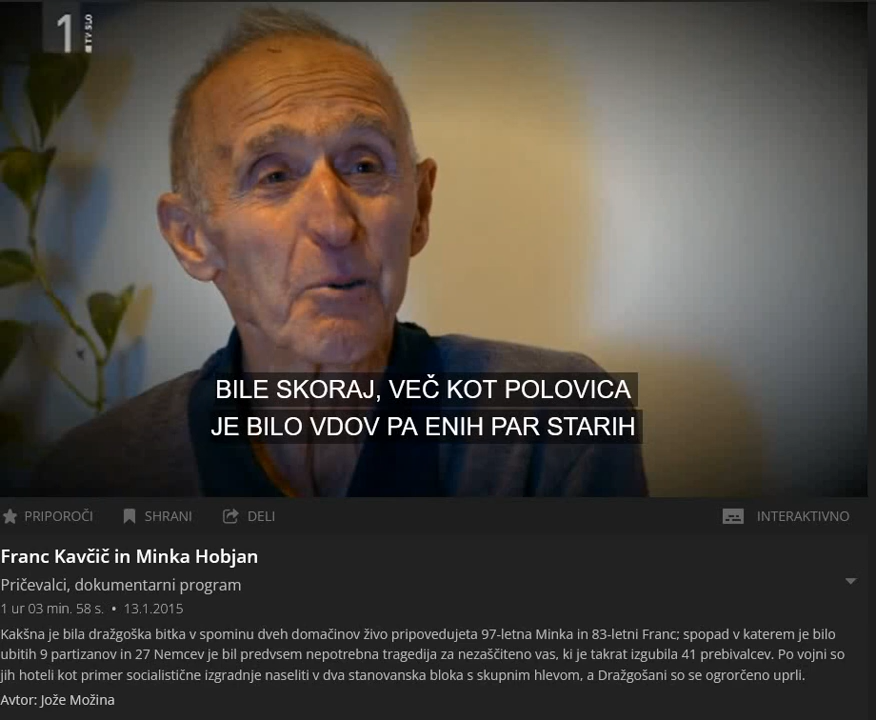 1
TV SLO
BILE SKORAJ, VEČ KOT POLOVICA
JE BILO VDOV PA ENIH PAR STARIH
PRIPOROČI SHRANI DELI INTERAKTIVNO
Franc Kavčič in Minka Hobjan
Pričevalci, dokumentarni program
1 ur 03 min. 58 s. • 13.1.2015
Kakšna je bila dražgoška bitka v spominu dveh domačinov živo pripovedujeta 97-letna Minka in 83-letni Franc; spopad v katerem je bilo
ubitih 9 partizanov in 27 Nemcev je bil predvsem nepotrebna tragedija za nezaščiteno vas, ki je takrat izgubila 41 prebivalcev. Po vojni so
jih hoteli kot primer socialistične izgradnje naseliti v dva stanovanska bloka s skupnim hlevom, a Dražgošani so se ogrorčeno uprli.
Avtor: Jože Možina